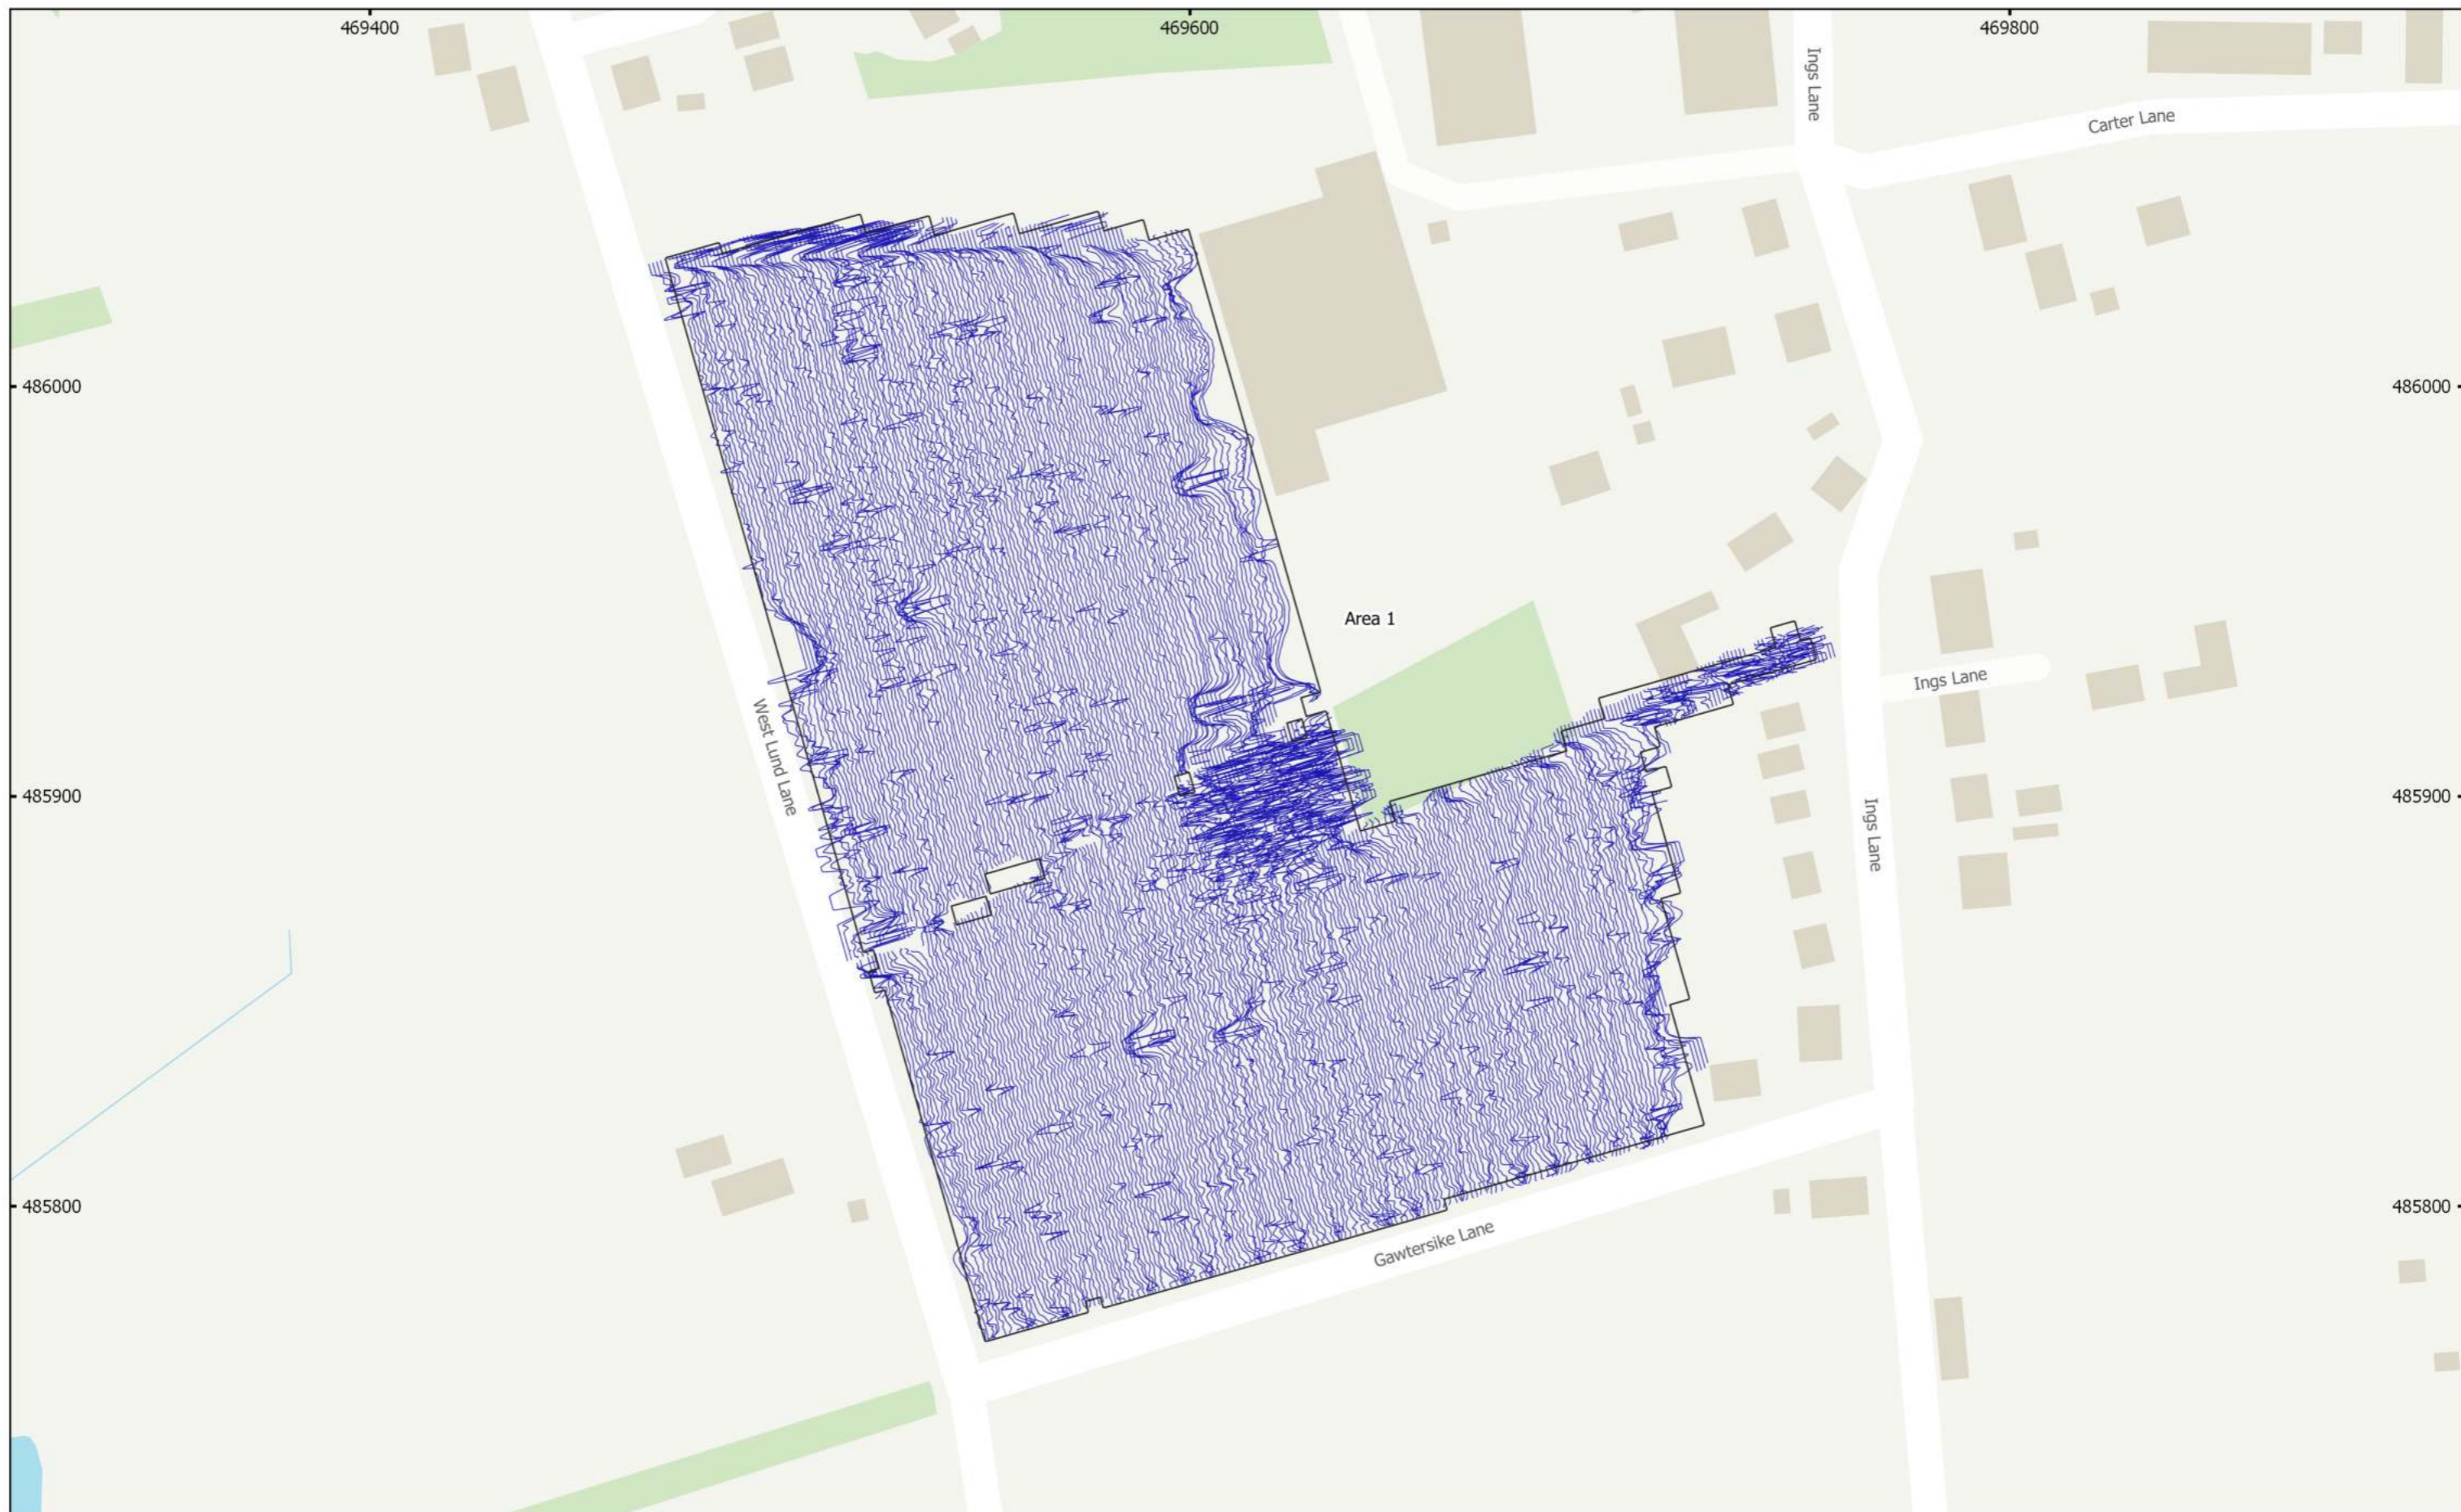 469400
469600
469800
Ings Lane
Carter Lane
486000
486000
Area 1
Ings Lane
West Lund Lane
485900
485900
Ings Lane
485800
485800
Gawtersike Lane